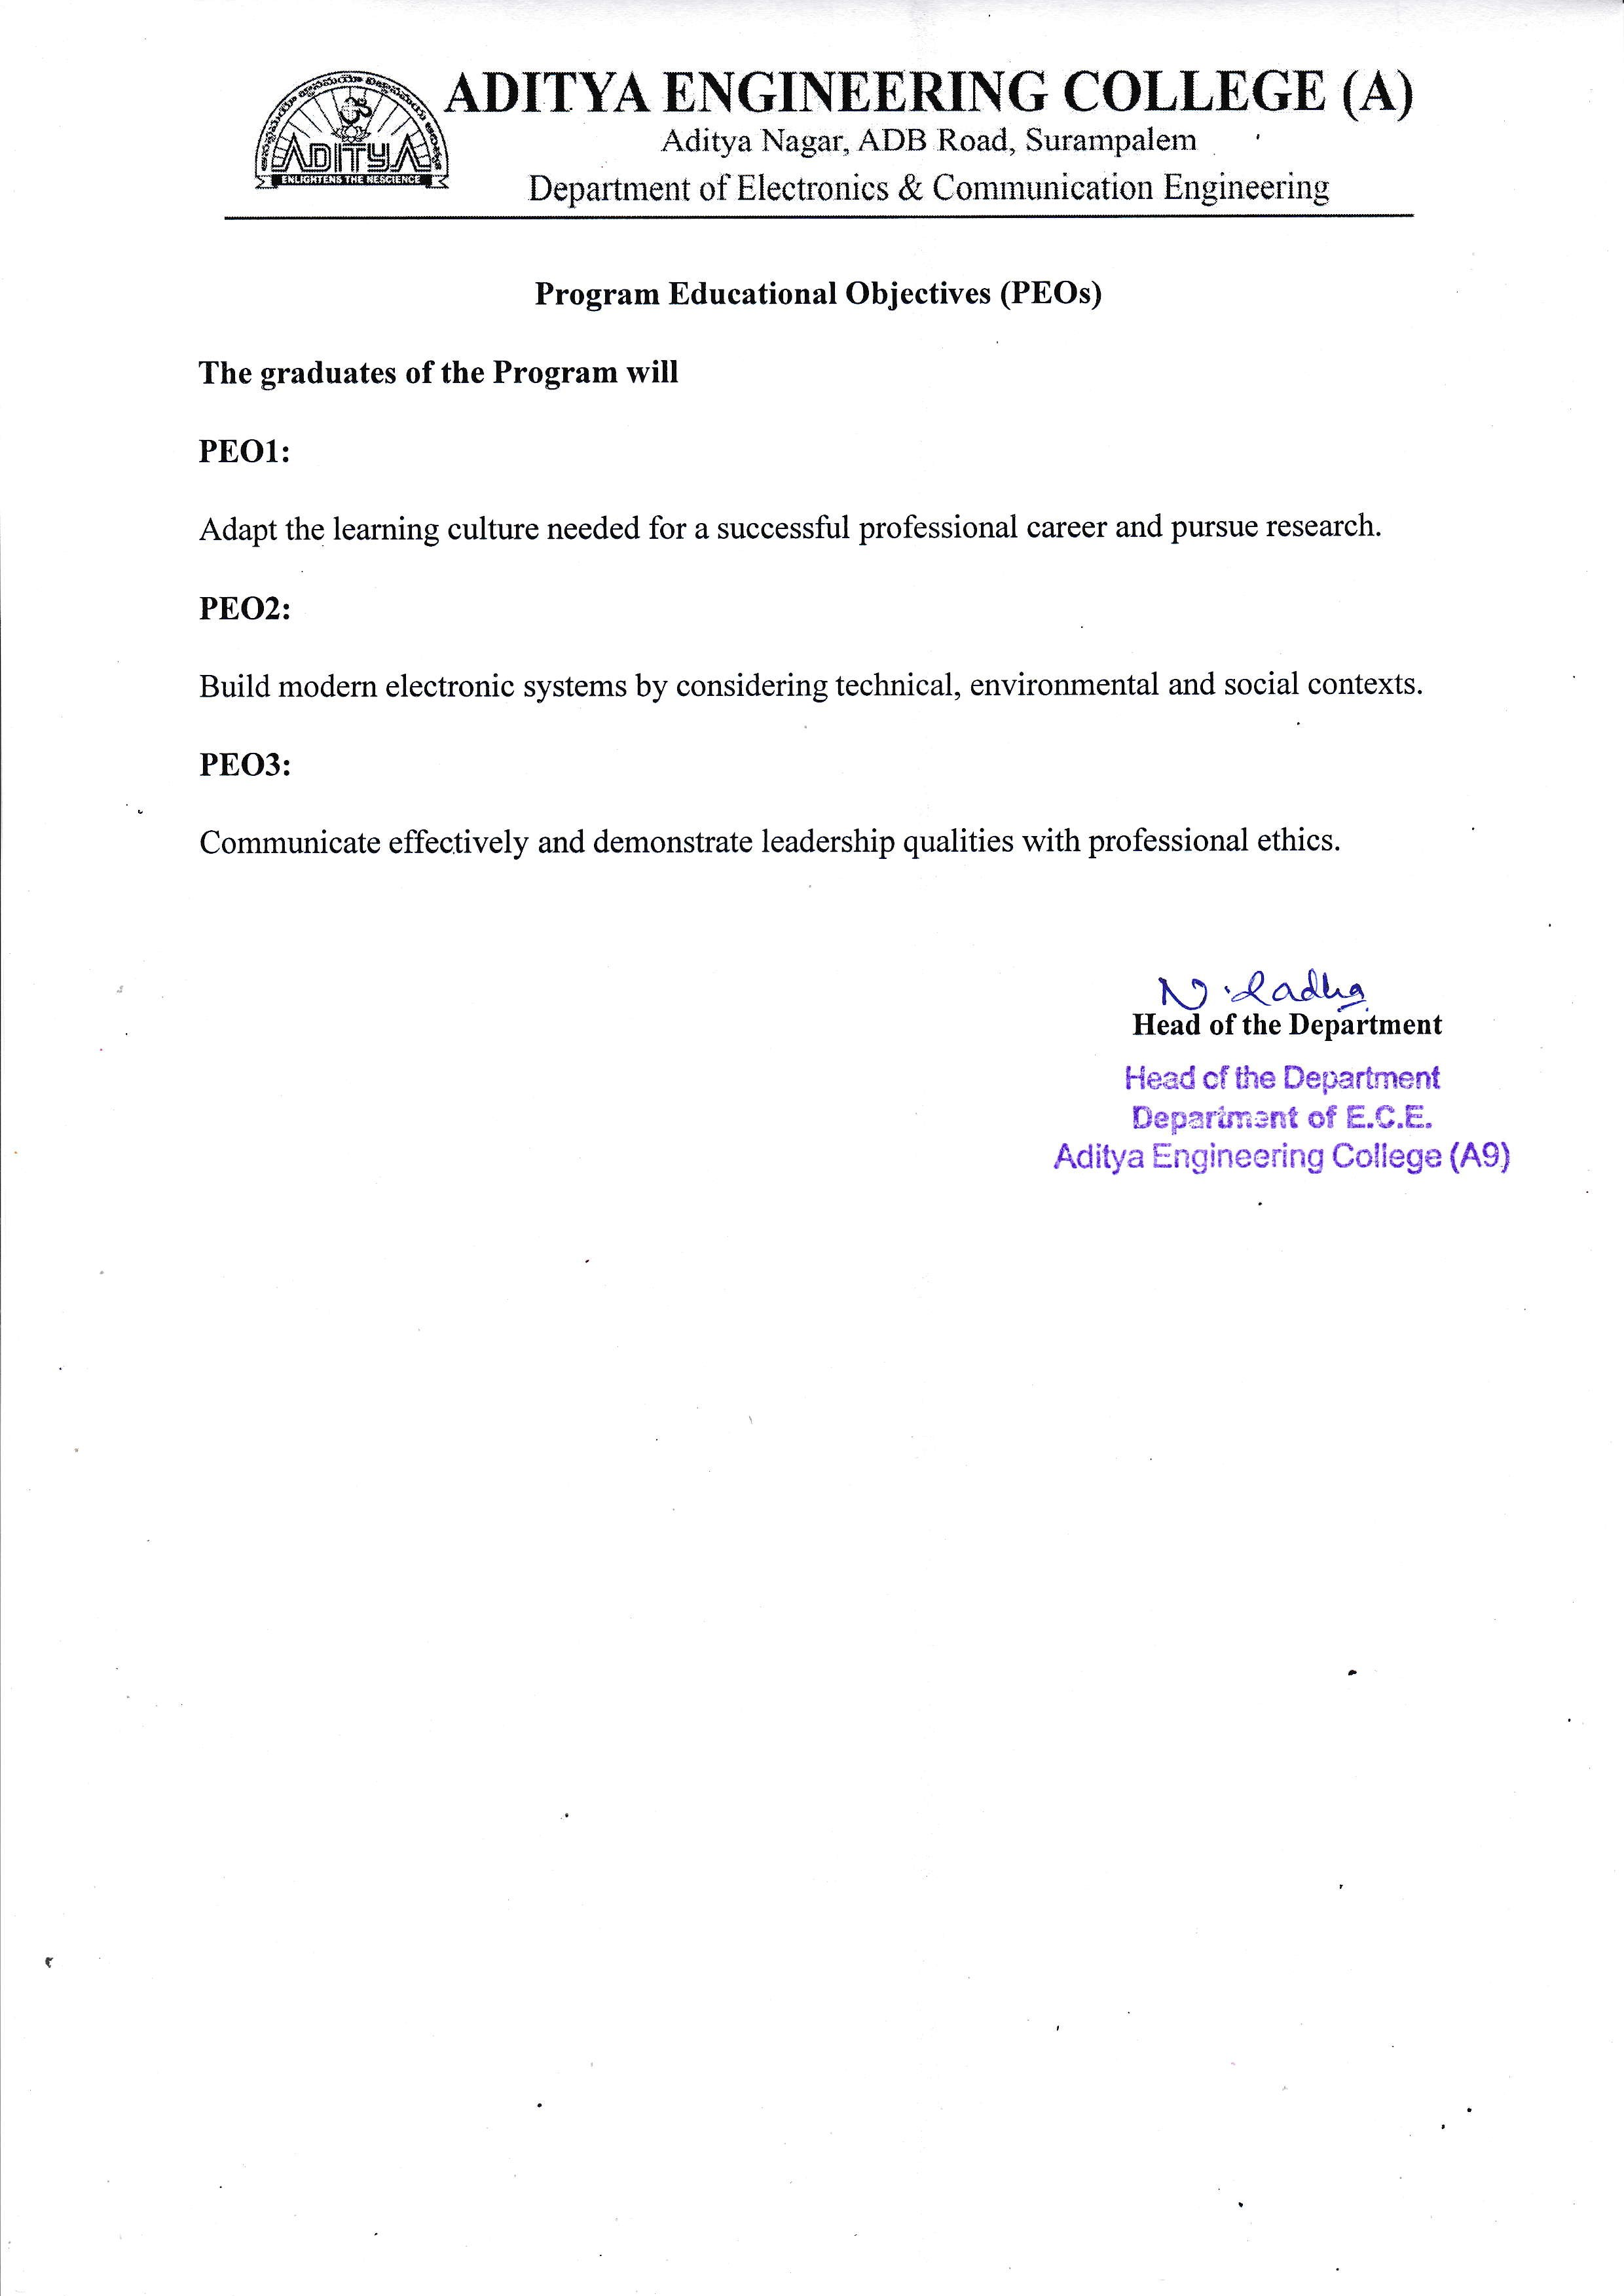 ADITYA ENGINEERING COLLEGE (A)
Aditya Nagar, ADB Road, Surampalem
Department of Electronics & Communication Engineering
ADITYA
ENLIGHTENS THE NESCIENCE
Program Educational Objectives (PEOs)
The graduates of the Program will
PEO1:
Adapt the learning culture needed for a successful professional career and pursue research.
PEO2:
Build modern electronic systems by considering technical, environmental and social contexts.
PEO3:
Communicate effectively and demonstrate leadership qualities with professional ethics.
N. Radha
Head of the Department
Head of the Department
Department of E.C.E.
Aditya Engineering College (A9)